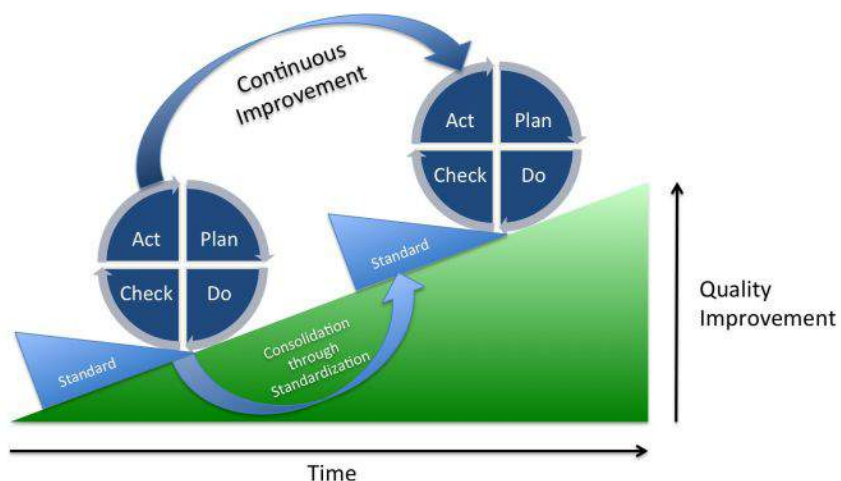 Continuous
Improvement
Act
Plan
Check
Do
Act
Plan
Check
Do
Standard
Standard
Consolidation
through
Standardization
Quality
Improvement
Time